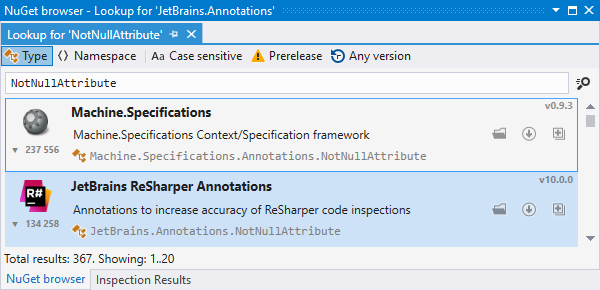 NuGet browser - Lookup for 'JetBrains.Annotations'
Lookup for 'NotNullAttribute'
Type Namespace Aa Case sensitive Prerelease Any version
NotNullAttribute
Machine.Specifications v0.9.3
Machine.Specifications Context/Specification framework
237 556 Machine.Specifications.Annotations.NotNullAttribute
R#
JetBrains ReSharper Annotations v10.0.0
Annotations to increase accuracy of ReSharper code inspections
134 258 JetBrains.Annotations.NotNullAttribute
Total results: 367. Showing: 1..20
NuGet browser Inspection Results